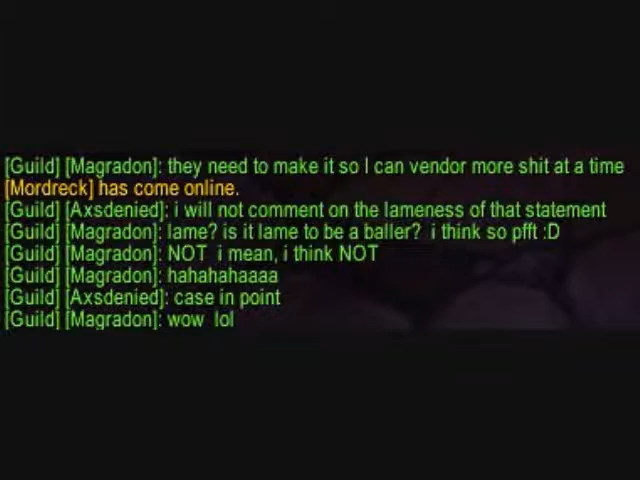 [Guild] [Magradon]: they need to make it so I can vendor more shit at a time
[Mordreck] has come online.
[Guild] [Axsdenied]: i will not comment on the lameness of that statement
[Guild] [Magradon]: lame? is it lame to be a baller? i think so pfft :D
[Guild] [Magradon]: NOT i mean, i think NOT
[Guild] [Magradon]: hahahahaaaa
[Guild] [Axsdenied]: case in point
[Guild] [Magradon]: wow lol